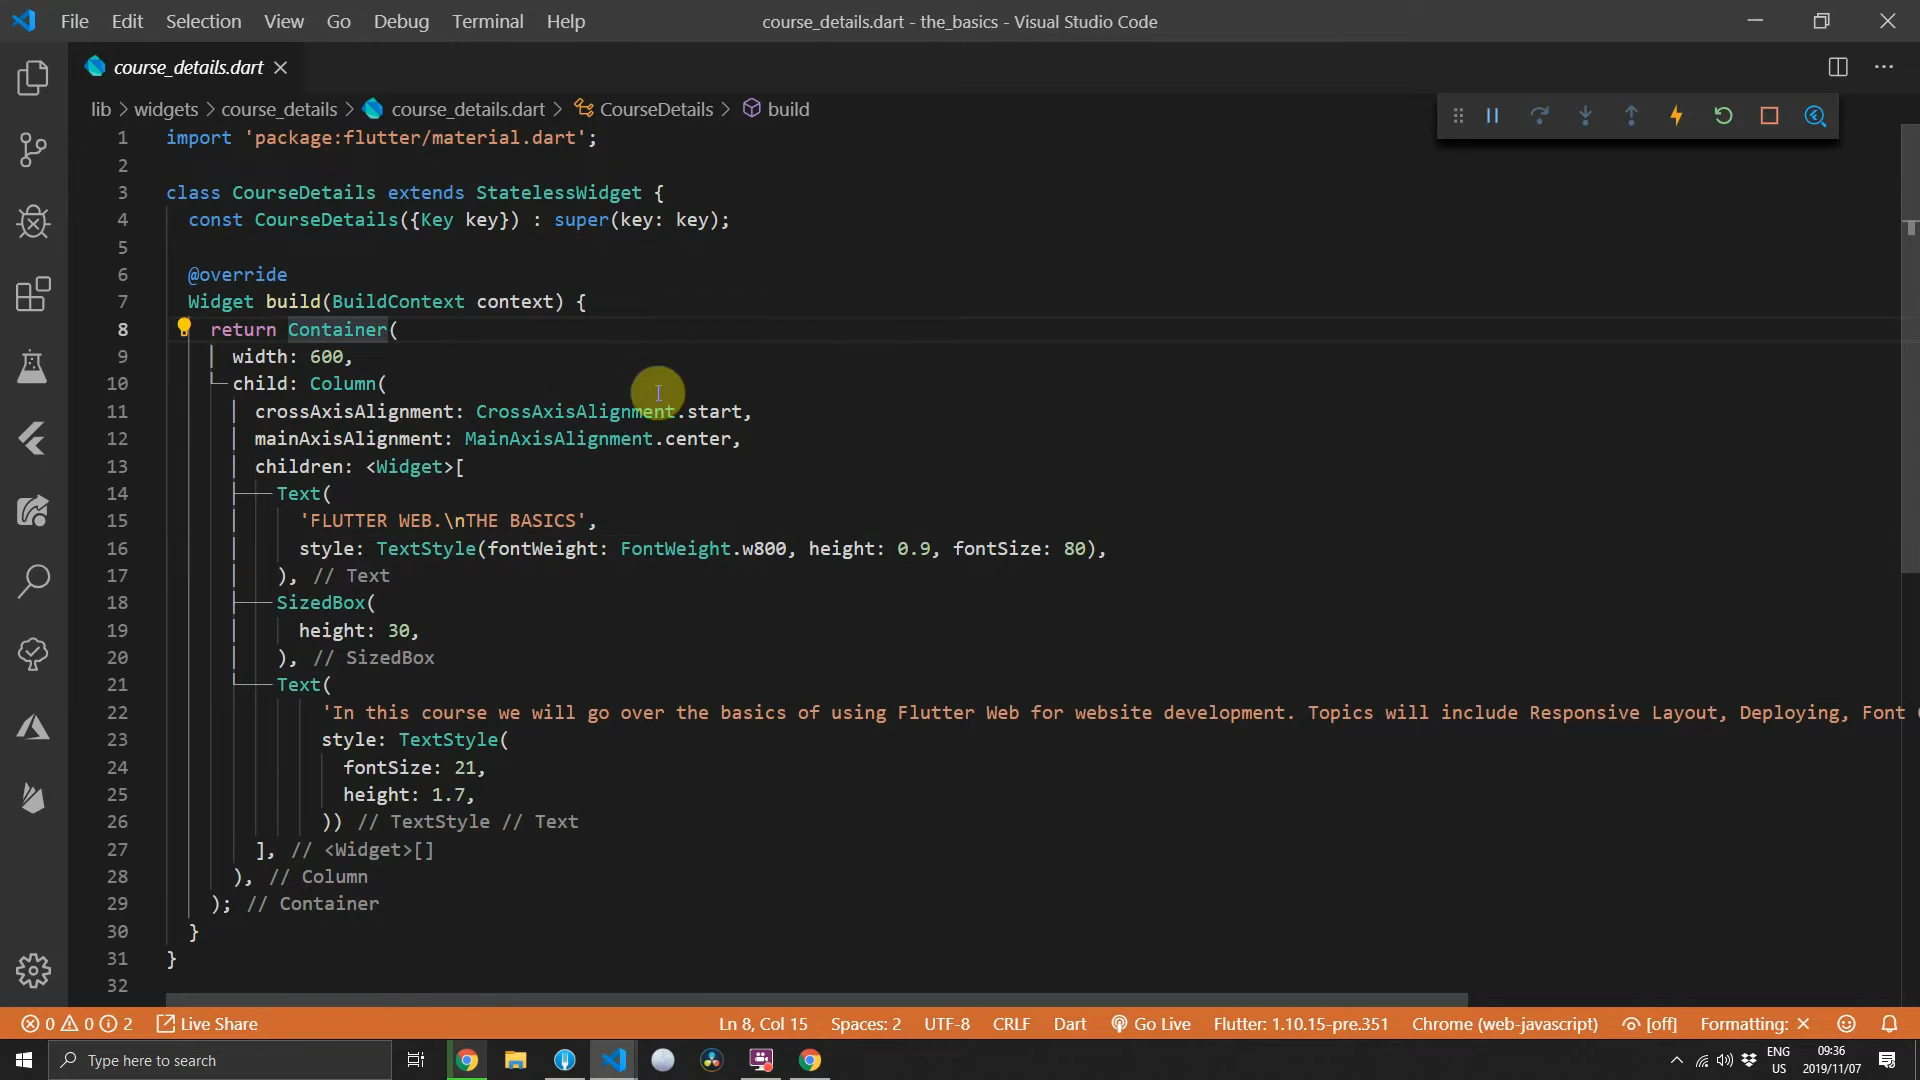 File Edit Selection View Go Debug Terminal Help
course_details.dart - the_basics - Visual Studio Code
course_details.dart
lib > widgets > course_details > course_details.dart > CourseDetails > build
1 import 'package:flutter/material.dart';
2
3 class CourseDetails extends StatelessWidget {
4 const CourseDetails({Key key}) : super(key: key);
5
6 @override
7 Widget build(BuildContext context) {
8 return Container(
9 width: 600,
10 child: Column(
11 crossAxisAlignment: CrossAxisAlignment.start,
12 mainAxisAlignment: MainAxisAlignment.center,
13 children: <Widget>[
14 Text(
15 'FLUTTER WEB.\nTHE BASICS',
16 style: TextStyle(fontWeight: FontWeight.w800, height: 0.9, fontSize: 80),
17 ), // Text
18 SizedBox(
19 height: 30,
20 ), // SizedBox
21 Text(
22 'In this course we will go over the basics of using Flutter Web for website development. Topics will include Responsive Layout, Deploying, Font
23 style: TextStyle(
24 fontSize: 21,
25 height: 1.7,
26 )) // TextStyle // Text
27 ], // <Widget>[]
28 ), // Column
29 ); // Container
30 }
31 }
32
0 0 2 Live Share Ln 8, Col 15 Spaces: 2 UTF-8 CRLF Dart Go Live Flutter: 1.10.15-pre.351 Chrome (web-javascript) [off] Formatting: ×
Type here to search
ENG
US
09:36
2019/11/07